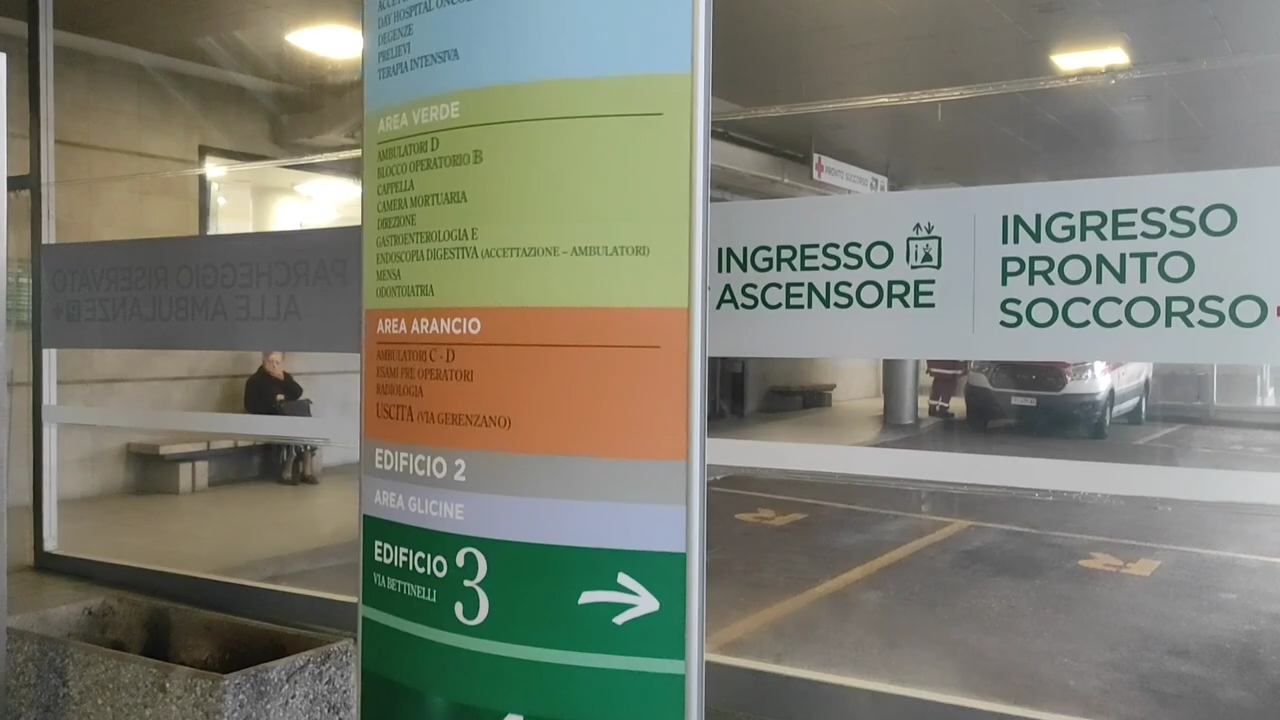 DAY HOSPITAL
DEGENZE
PRELIEVI
TERAPIA INTENSIVA
AREA VERDE
AMBULATORI D
BLOCCO OPERATORIO B
CAPPELLA
CAMERA MORTUARIA
DIREZIONE
GASTROENTEROLOGIA E
ENDOSCOPIA DIGESTIVA (ACCETTAZIONE – AMBULATORI)
MENSA
ODONTOIATRIA
AREA ARANCIO
AMBULATORI C - D
ESAMI PRE OPERATORI
RADIOLOGIA
USCITA (VIA GERENZANO)
EDIFICIO 2
AREA GLICINE
EDIFICIO 3
VIA BETTINELLI
PARCHEGGIO RISERVATO
ALLE AMBULANZE
PRONTO SOCCORSO
INGRESSO
ASCENSORE
INGRESSO
PRONTO
SOCCORSO